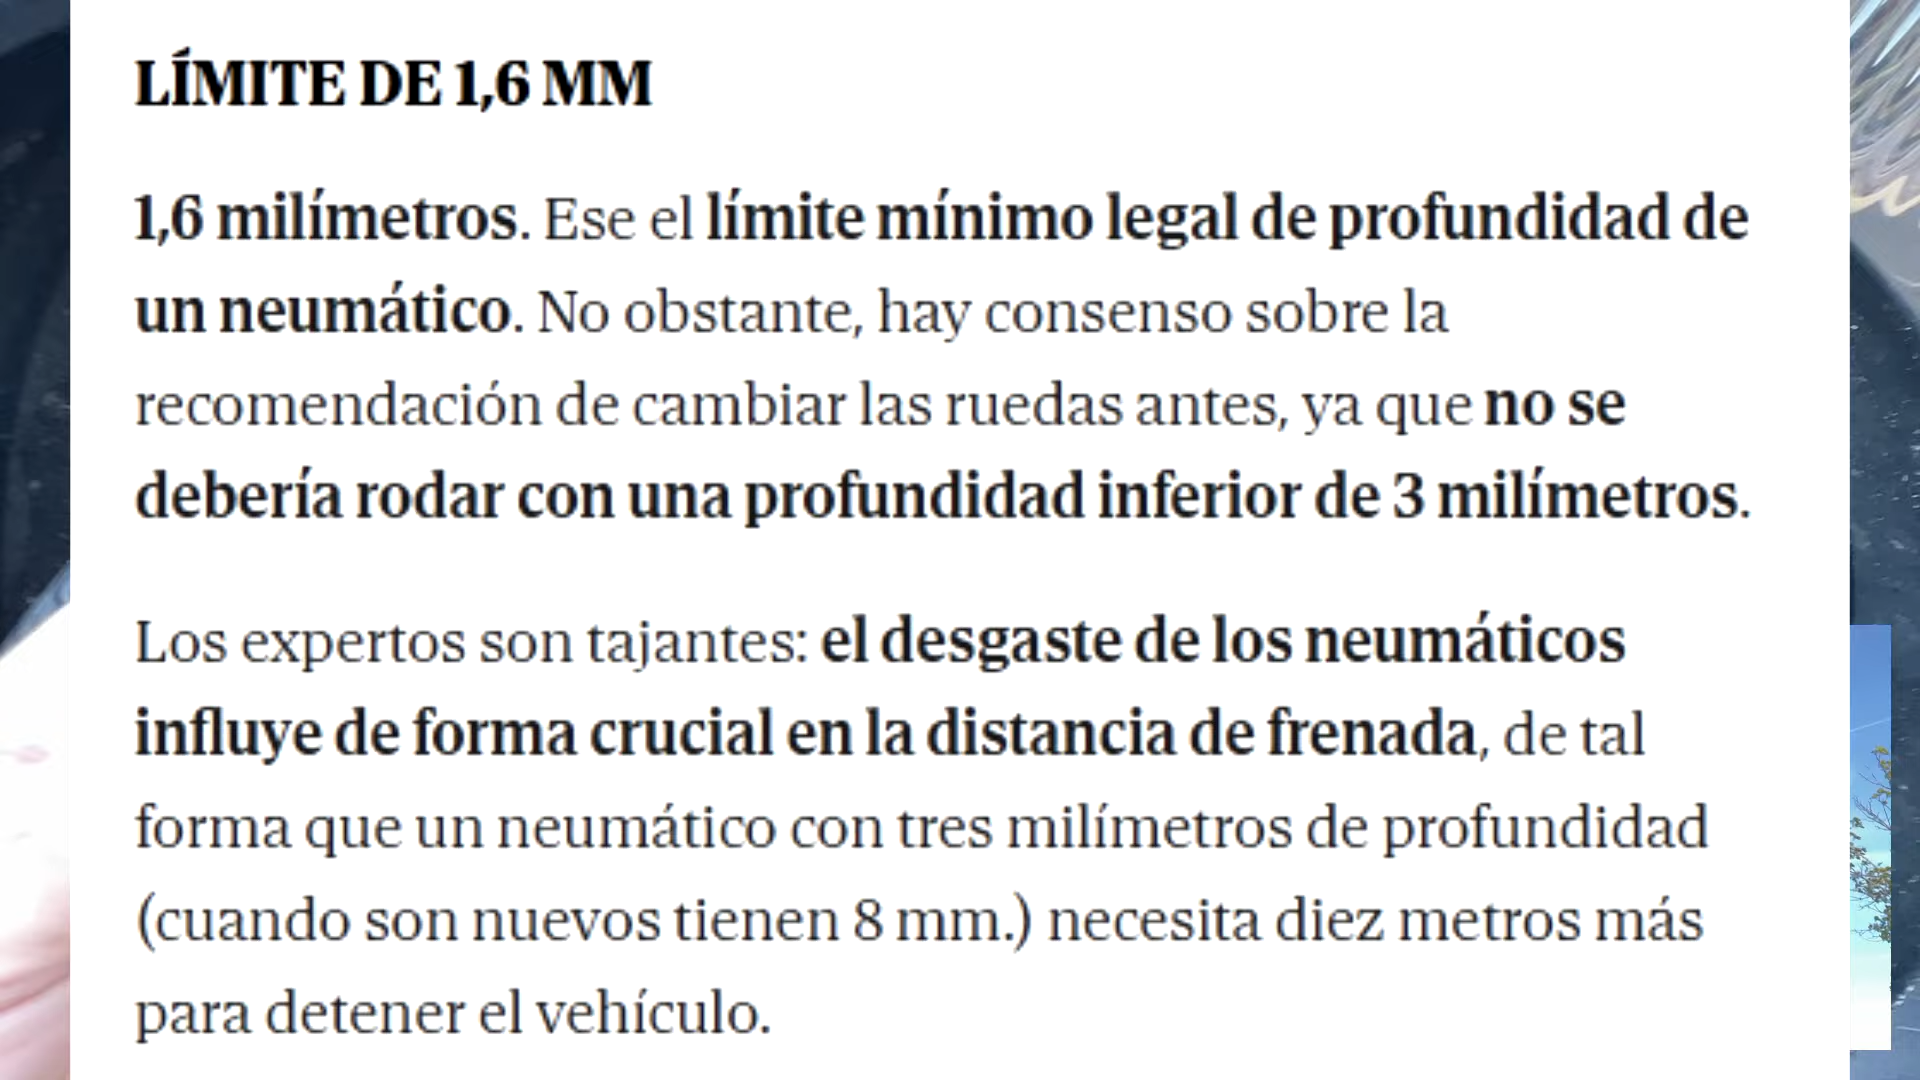 LÍMITE DE 1,6 MM
1,6 milímetros. Ese el límite mínimo legal de profundidad de
un neumático. No obstante, hay consenso sobre la
recomendación de cambiar las ruedas antes, ya que no se
debería rodar con una profundidad inferior de 3 milímetros.
Los expertos son tajantes: el desgaste de los neumáticos
influye de forma crucial en la distancia de frenada, de tal
forma que un neumático con tres milímetros de profundidad
(cuando son nuevos tienen 8 mm.) necesita diez metros más
para detener el vehículo.